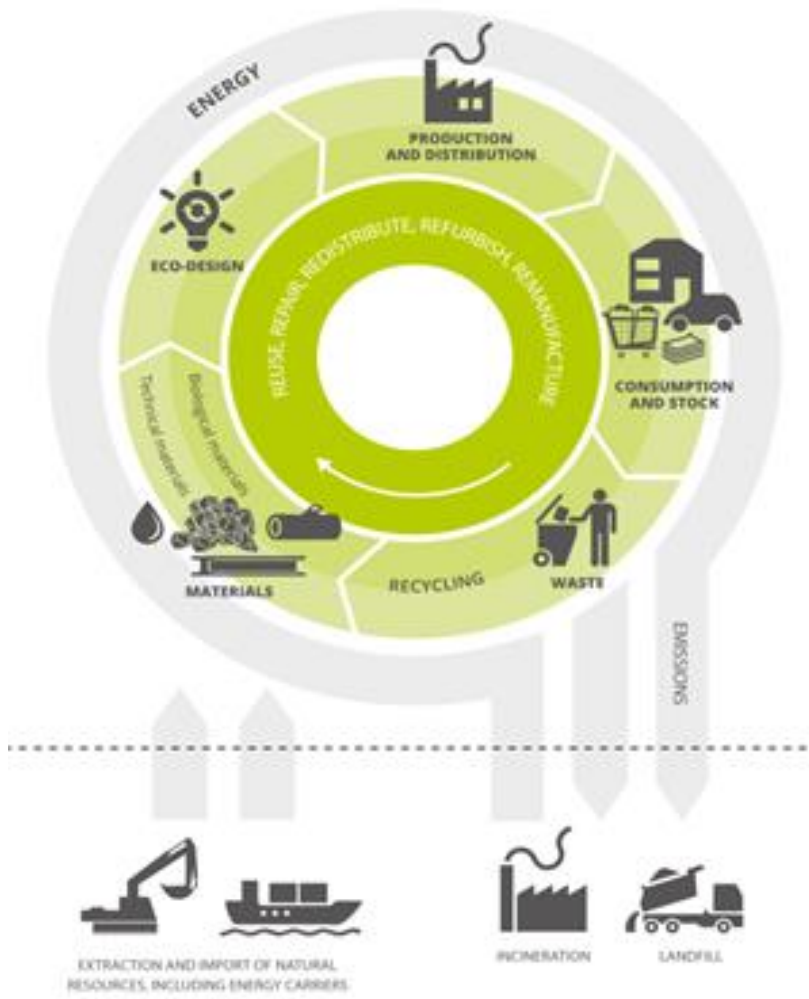 ENERGY
PRODUCTION
AND DISTRIBUTION
ECO-DESIGN
REUSE, REPAIR, REDISTRIBUTE, REFURBISH, REMANUFACTURE
CONSUMPTION
AND STOCK
Technical materials
Biological materials
MATERIALS
RECYCLING
WASTE
EMISSIONS
EXTRACTION AND IMPORT OF NATURAL
RESOURCES, INCLUDING ENERGY CARRIERS
INCINERATION
LANDFILL